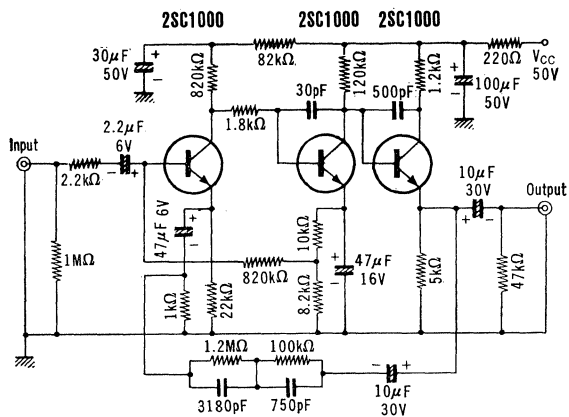 2SC1000 2SC1000 2SC1000
30µF
50V
820kΩ
82kΩ
120kΩ
1.2kΩ
220Ω
VCC
50V
100µF
50V
30pF
500pF
1.8kΩ
Input
2.2µF
6V
2.2kΩ
10µF
30V
Output
47µF 6V
10kΩ
1MΩ
820kΩ
47µF
16V
5kΩ
47kΩ
1kΩ
22kΩ
8.2kΩ
1.2MΩ
100kΩ
3180pF
750pF
10µF
30V